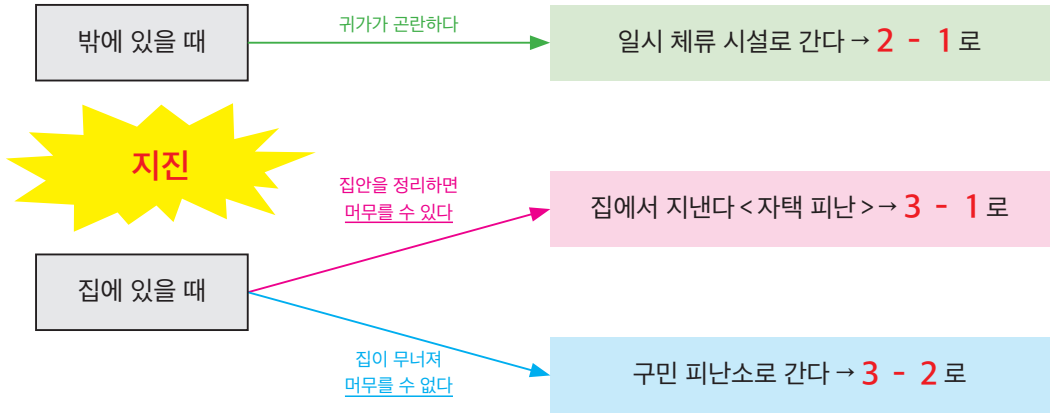 밖에 있을 때
귀가가 곤란하다
일시 체류 시설로 간다 → 2 - 1 로
지진
집안을 정리하면
머무를 수 있다
집에서 지낸다 < 자택 피난 > → 3 - 1 로
집에 있을 때
집이 무너져
머무를 수 없다
구민 피난소로 간다 → 3 - 2 로